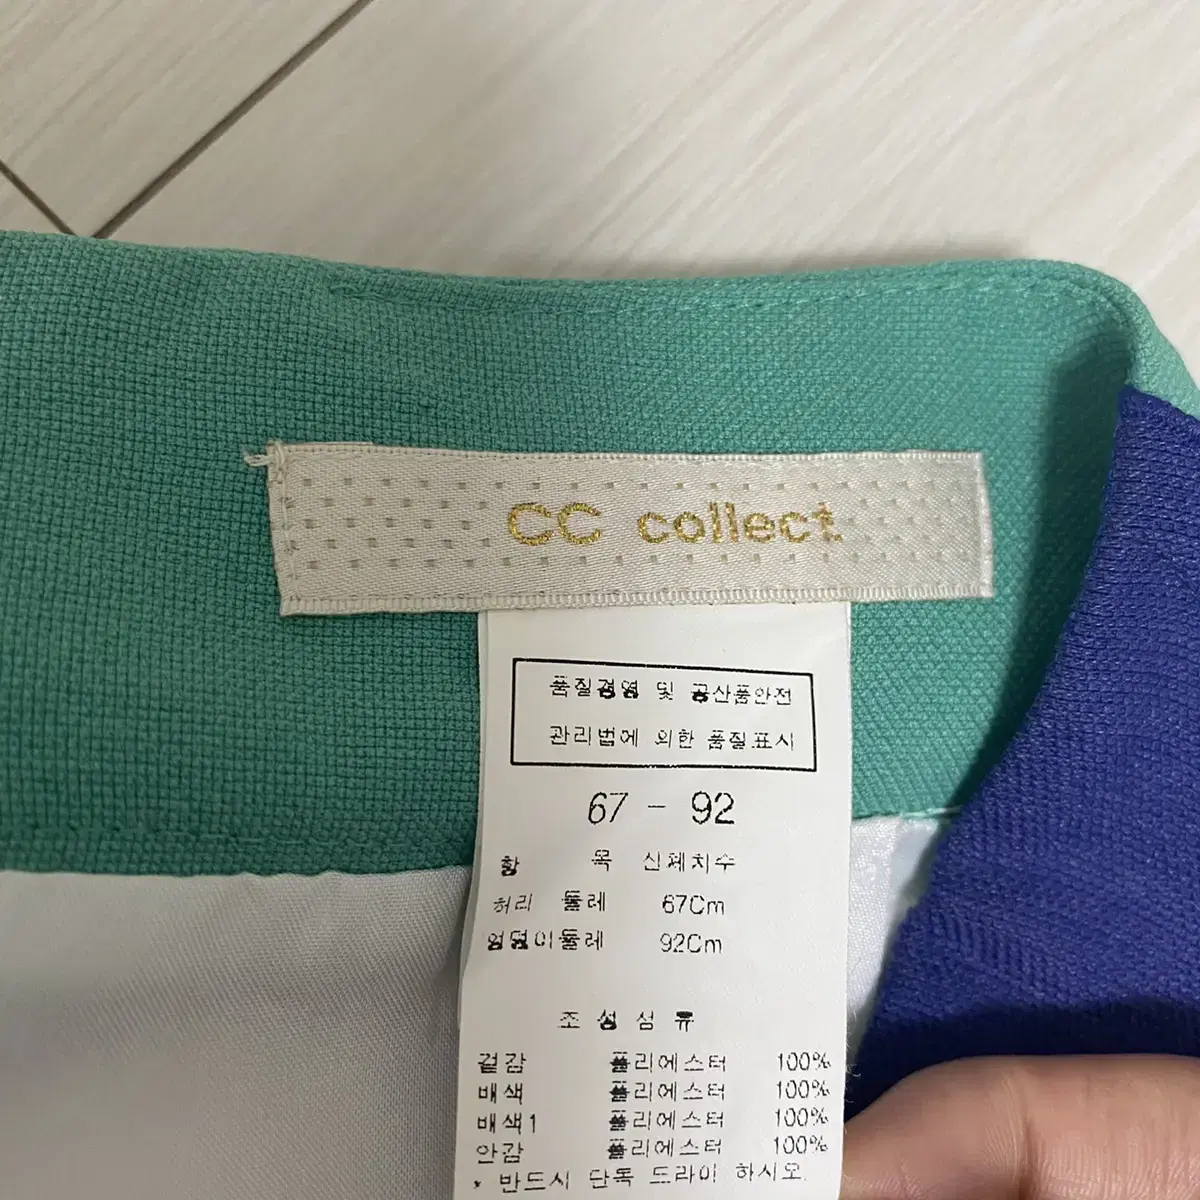 CC collect
품질경영 및 공산품안전
관리법에 의한 품질표시
67 - 92
항 목 신체치수
허리 둘레 67Cm
엉덩이둘레 92Cm
조성섬유
겉감 폴리에스터 100%
배색 폴리에스터 100%
배색1 폴리에스터 100%
안감 폴리에스터 100%
* 반드시 단독 드라이 하시오.